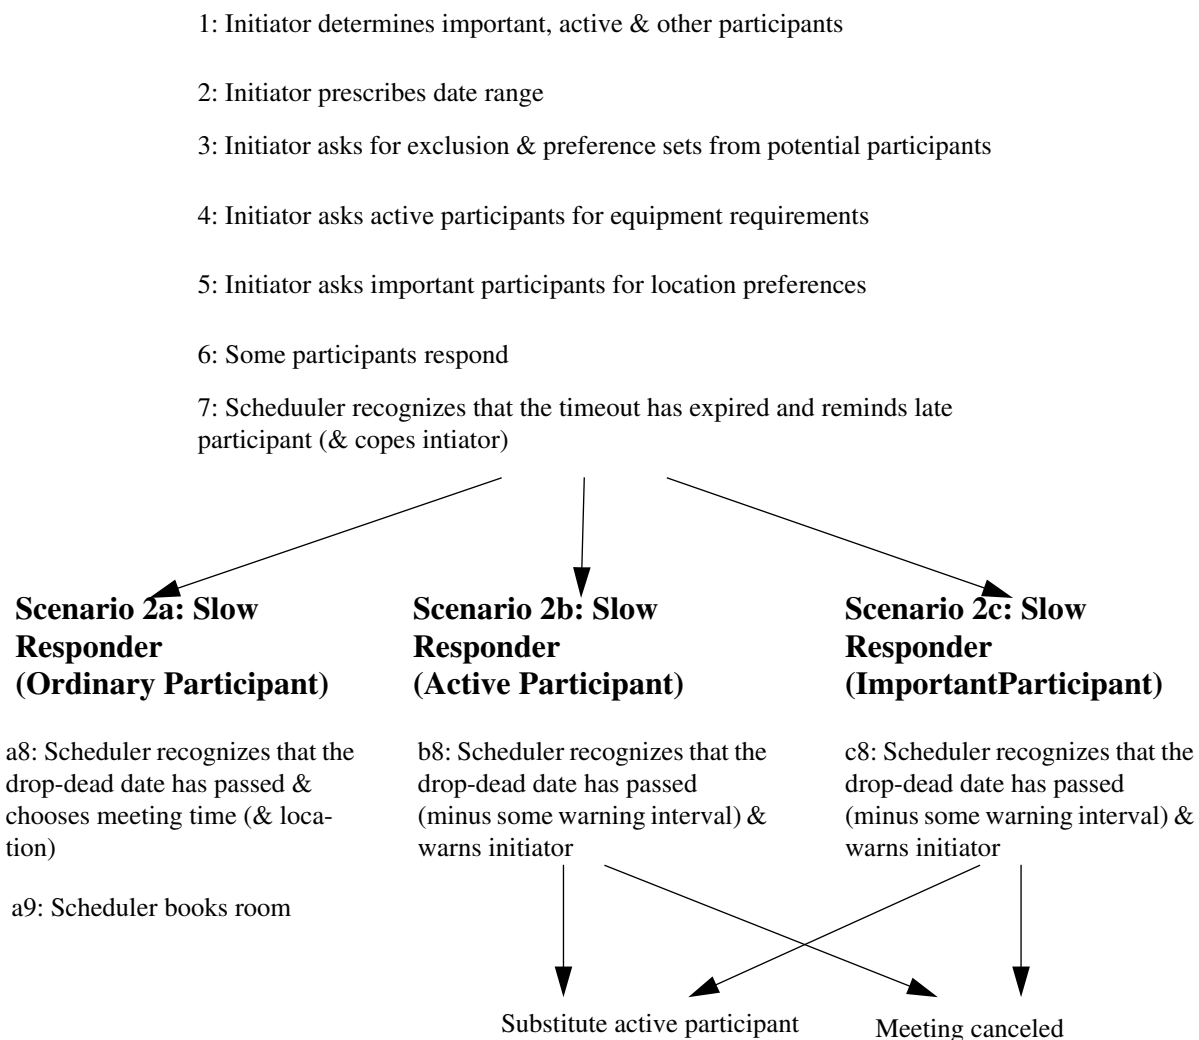 1: Initiator determines important, active & other participants
2: Initiator prescribes date range
3: Initiator asks for exclusion & preference sets from potential participants
4: Initiator asks active participants for equipment requirements
5: Initiator asks important participants for location preferences
6: Some participants respond
7: Scheduuler recognizes that the timeout has expired and reminds late
participant (& copes intiator)
Scenario 2a: Slow
Responder
(Ordinary Participant)
a8: Scheduler recognizes that the
drop-dead date has passed &
chooses meeting time (& loca-
tion)
a9: Scheduler books room
Scenario 2b: Slow
Responder
(Active Participant)
b8: Scheduler recognizes that the
drop-dead date has passed
(minus some warning interval) &
warns initiator
Scenario 2c: Slow
Responder
(ImportantParticipant)
c8: Scheduler recognizes that the
drop-dead date has passed
(minus some warning interval) &
warns initiator
Substitute active participant
Meeting canceled